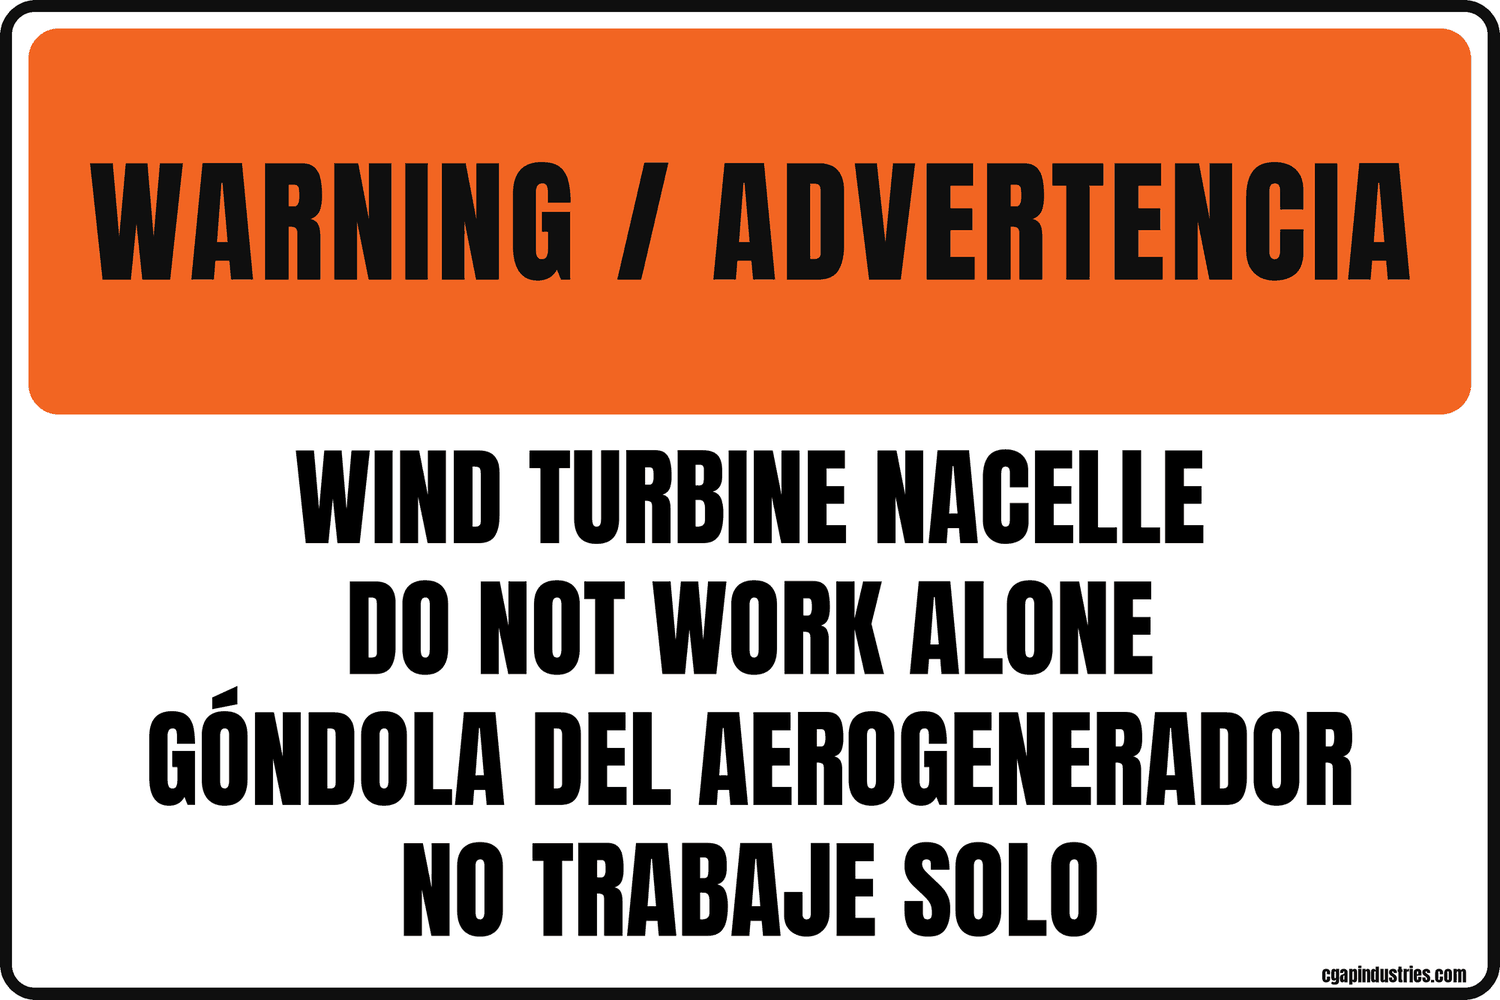 WARNING / ADVERTENCIA
WIND TURBINE NACELLE
DO NOT WORK ALONE
GÓNDOLA DEL AEROGENERADOR
NO TRABAJE SOLO
cgapindustries.com